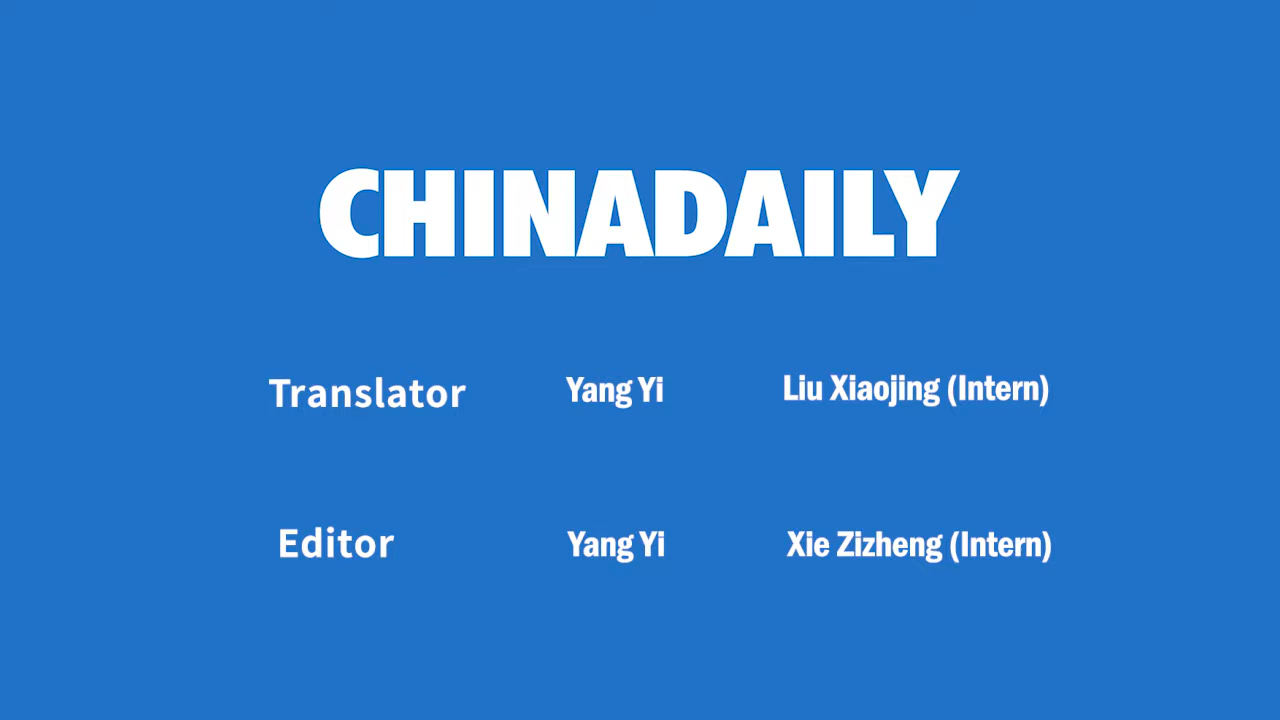 CHINADAILY
Translator Yang Yi Liu Xiaojing (Intern)
Editor Yang Yi Xie Zizheng (Intern)